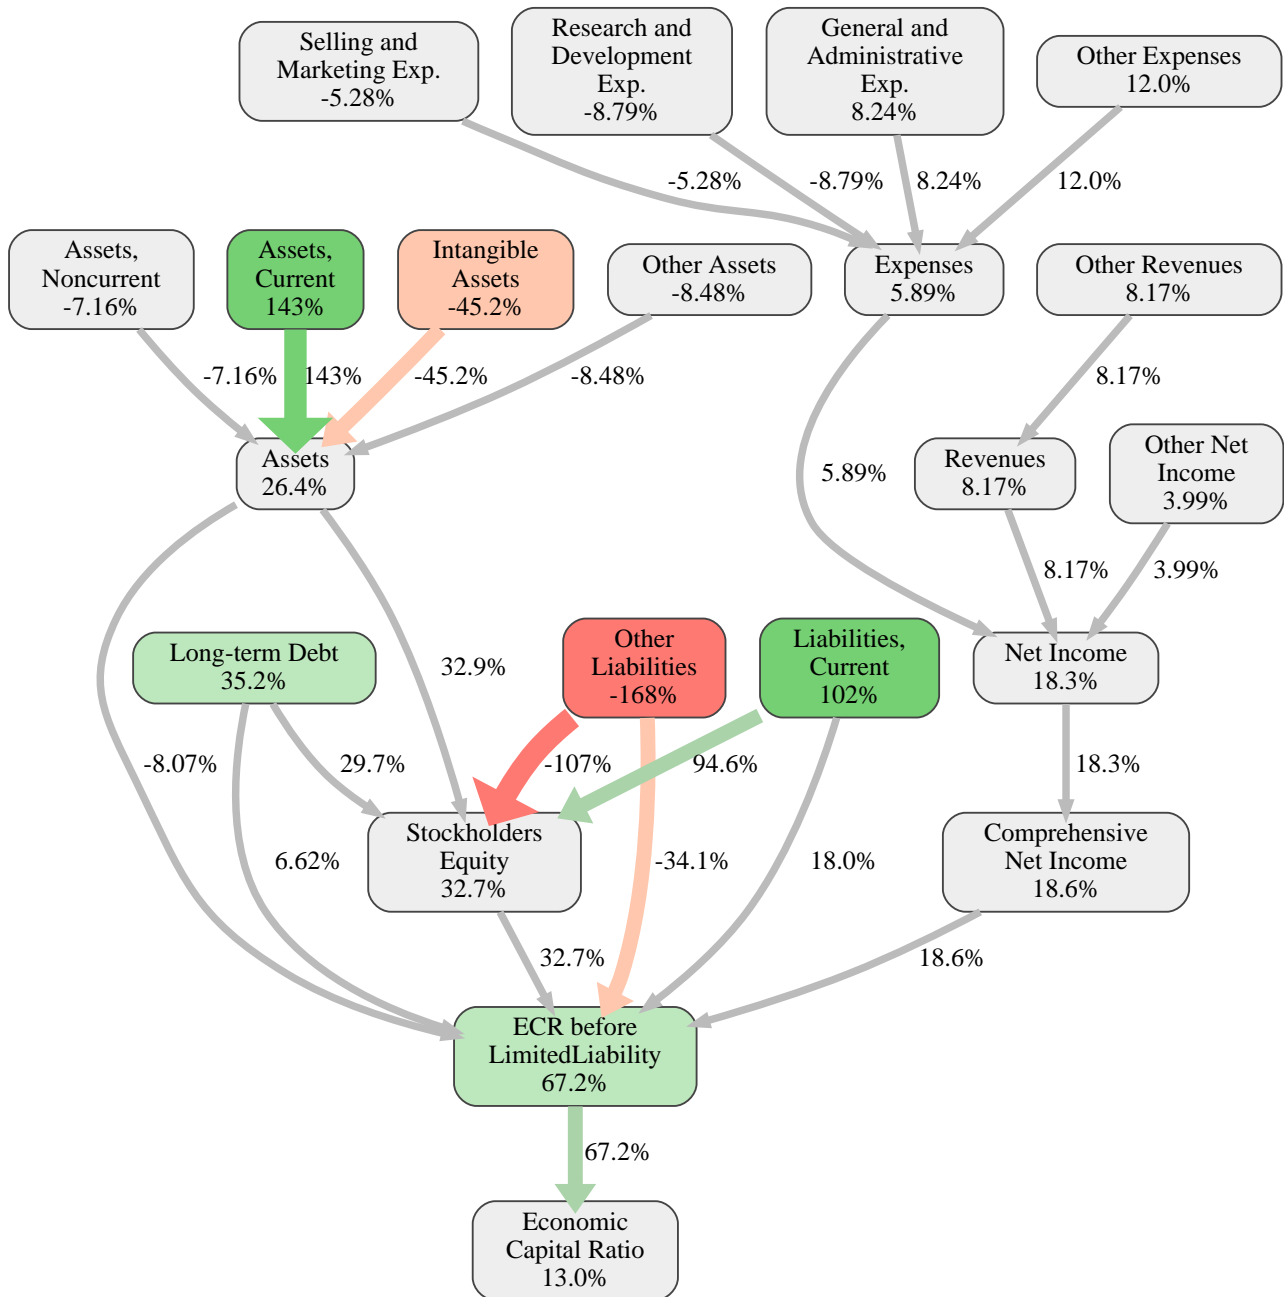 Selling and
Marketing Exp.
-5.28%
Research and
Development
Exp.
-8.79%
General and
Administrative
Exp.
8.24%
Other Expenses
12.0%
-5.28%
-8.79%
8.24%
12.0%
Assets,
Noncurrent
-7.16%
Assets,
Current
143%
Intangible
Assets
-45.2%
Other Assets
-8.48%
Expenses
5.89%
Other Revenues
8.17%
-7.16%
143%
-45.2%
-8.48%
8.17%
Assets
26.4%
5.89%
Revenues
8.17%
Other Net
Income
3.99%
8.17%
3.99%
Long-term Debt
35.2%
32.9%
Other
Liabilities
-168%
Liabilities,
Current
102%
Net Income
18.3%
-8.07%
29.7%
-107%
94.6%
18.3%
6.62%
Stockholders
Equity
32.7%
-34.1%
18.0%
Comprehensive
Net Income
18.6%
32.7%
18.6%
ECR before
LimitedLiability
67.2%
67.2%
Economic
Capital Ratio
13.0%